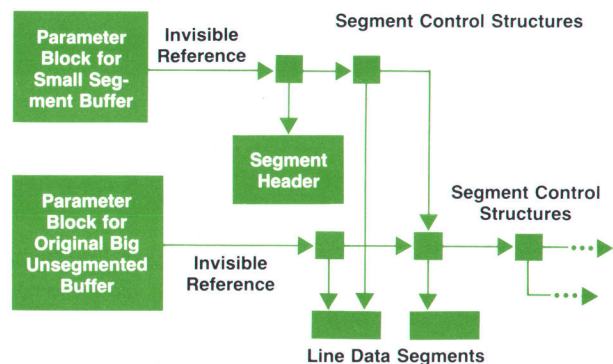 Parameter
Block for
Small Seg-
ment Buffer
Invisible
Reference
Segment Control Structures
Segment
Header
Parameter
Block for
Original Big
Unsegmented
Buffer
Invisible
Reference
Segment Control
Structures
Line Data Segments